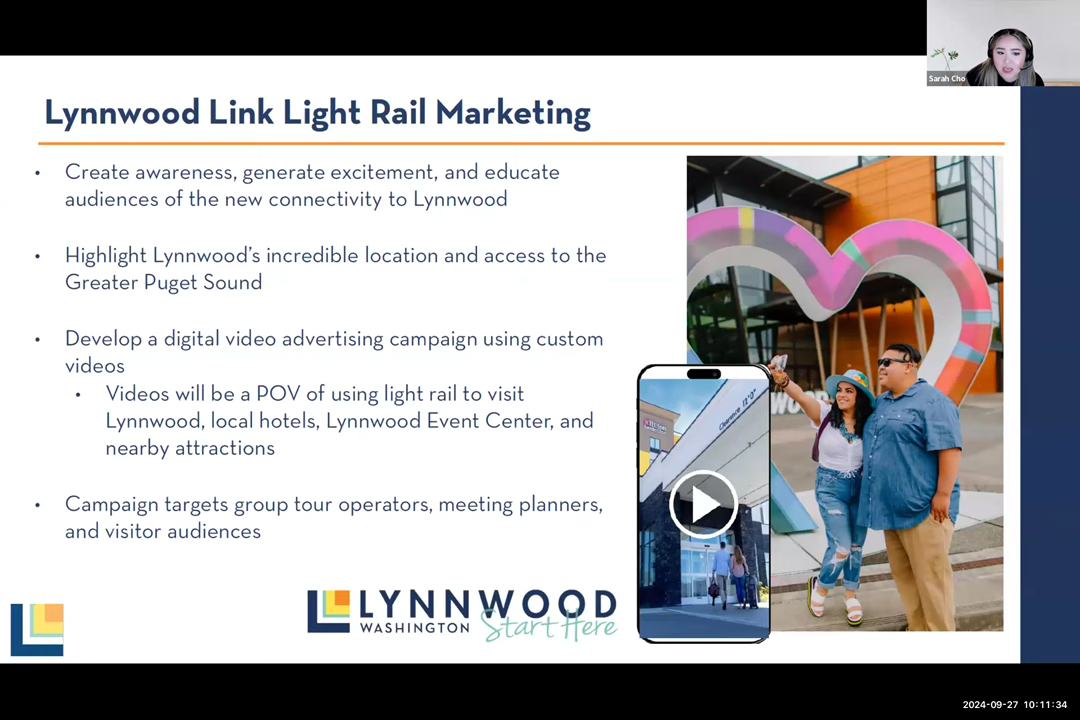 Sarah Cho
Lynnwood Link Light Rail Marketing
• Create awareness, generate excitement, and educate
audiences of the new connectivity to Lynnwood
• Highlight Lynnwood's incredible location and access to the
Greater Puget Sound
• Develop a digital video advertising campaign using custom
videos
• Videos will be a POV of using light rail to visit
Lynnwood, local hotels, Lynnwood Event Center, and
nearby attractions
• Campaign targets group tour operators, meeting planners,
and visitor audiences
Clearance 12'0"
LYNNWOOD
WASHINGTON
Start Here
2024-09-27 10:11:34